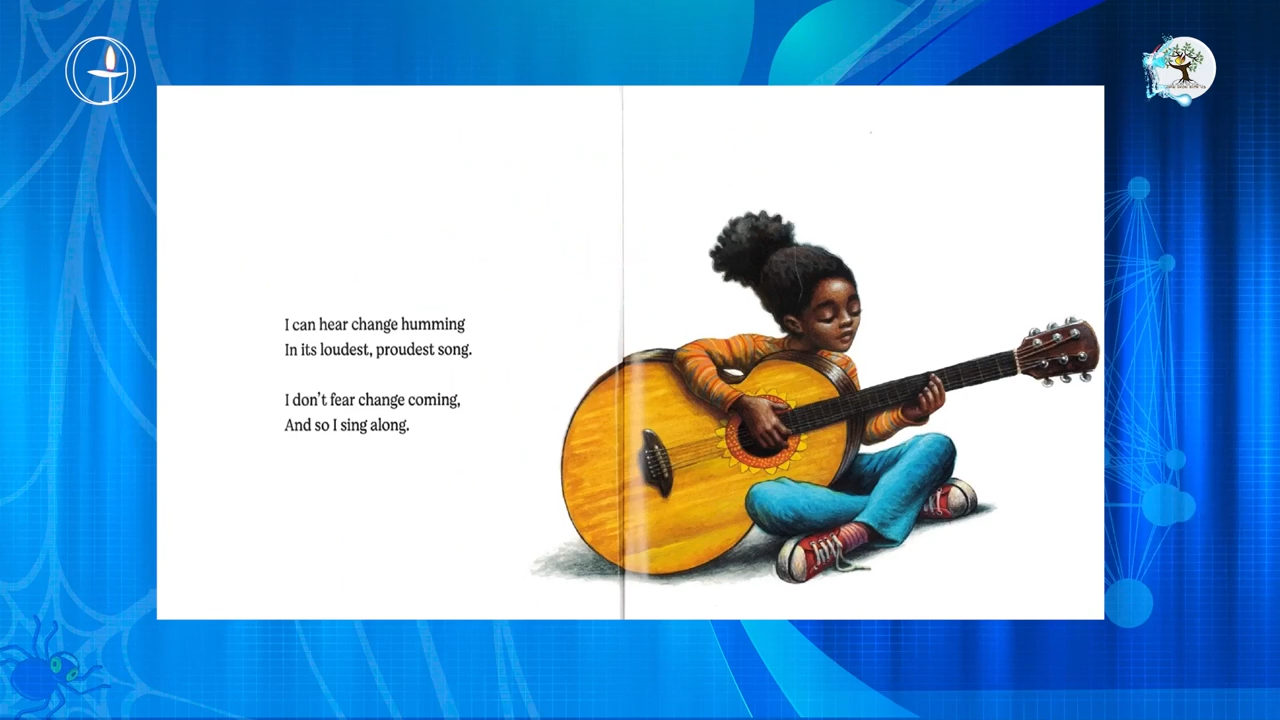 I can hear change humming
In its loudest, proudest song.
I don't fear change coming,
And so I sing along.